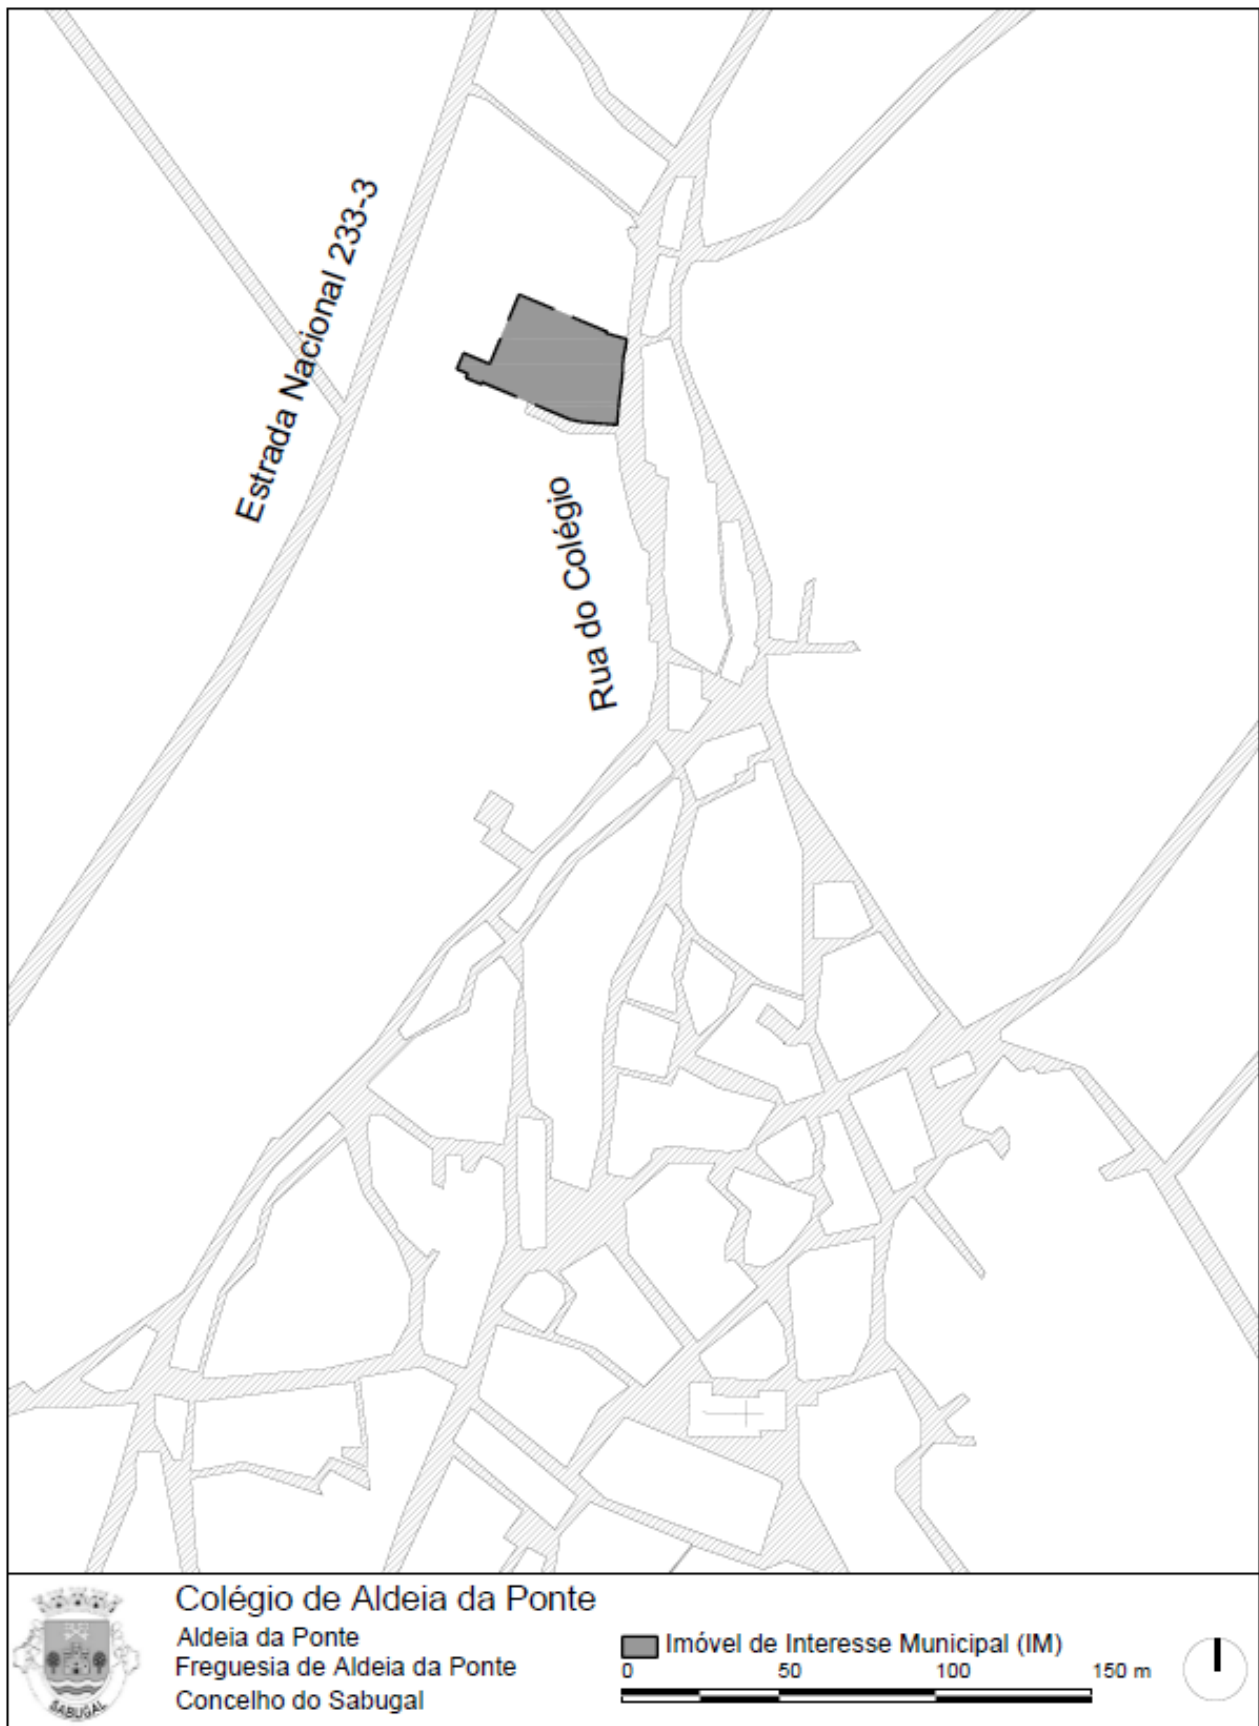 Estrada Nacional 233-3
Rua do Colégio
Colégio de Aldeia da Ponte
Aldeia da Ponte
Freguesia de Aldeia da Ponte
Concelho do Sabugal
SABUGAL
Imóvel de Interesse Municipal (IM)
0 50 100 150 m